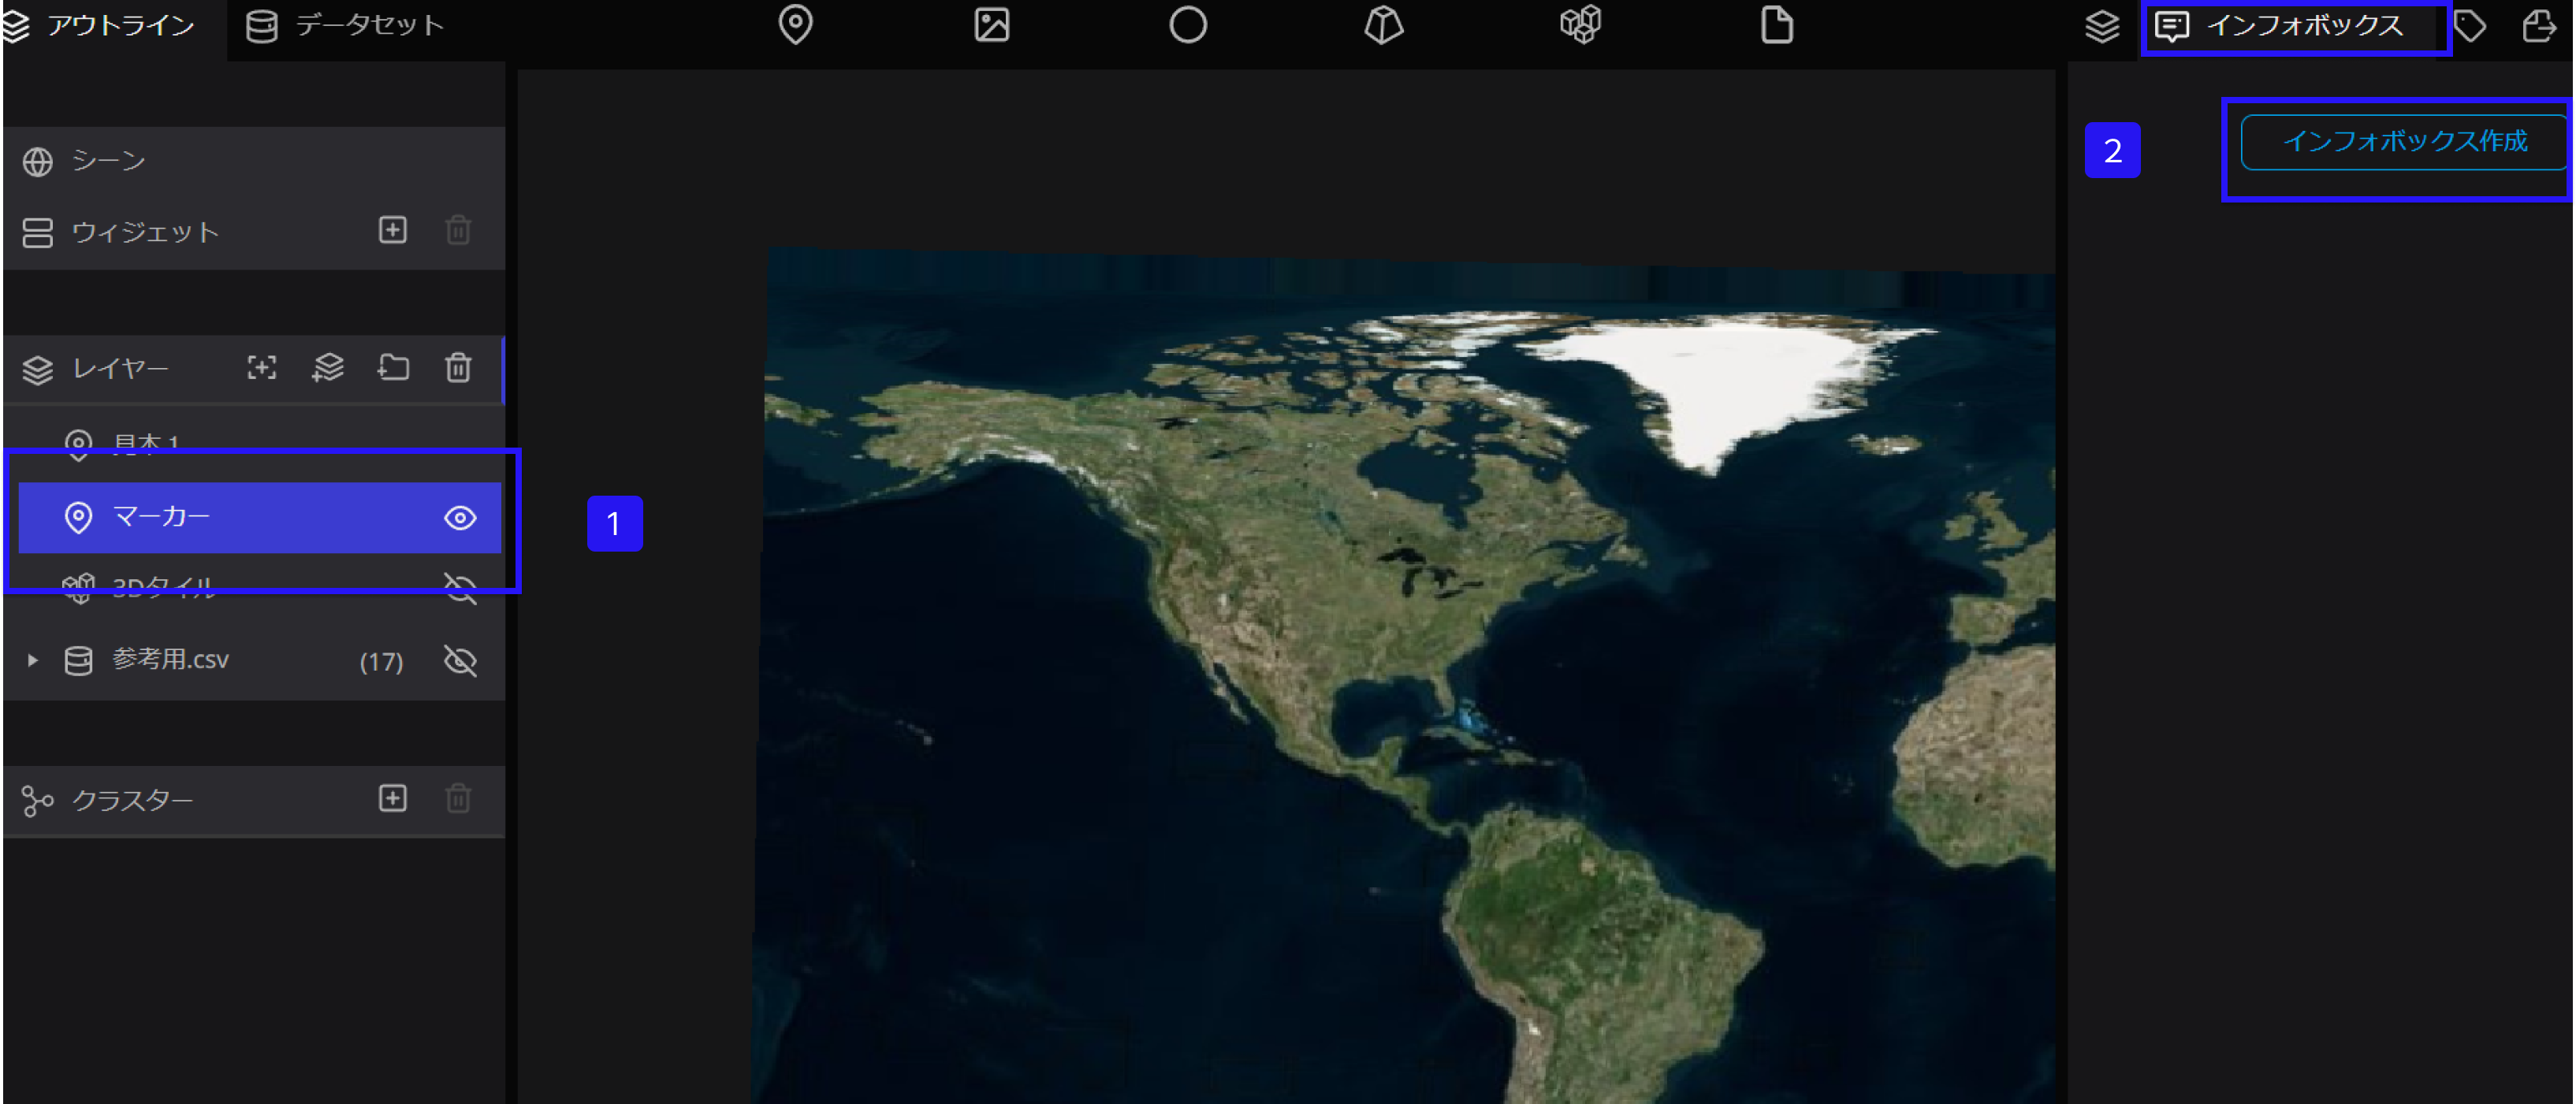 アウトライン
データセット
インフォボックス
シーン
ウィジェット
レイヤー
見本 1
マーカー
3Dタイル
参考用.csv (17)
クラスター
1
2
インフォボックス作成